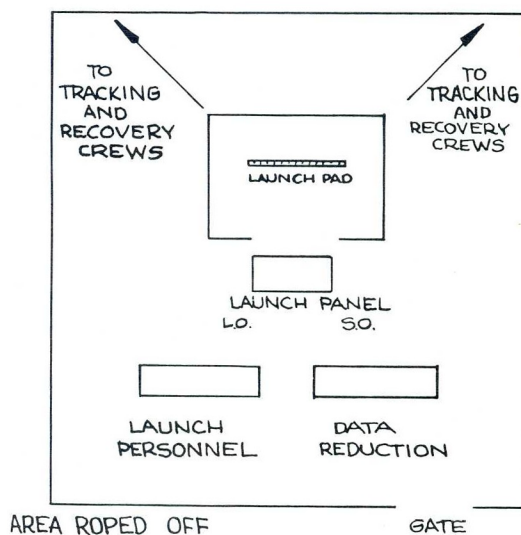 TO
TRACKING
AND
RECOVERY
CREWS
TO
TRACKING
AND
RECOVERY
CREWS
LAUNCH PAD
LAUNCH PANEL
L.O. S.O.
LAUNCH
PERSONNEL
DATA
REDUCTION
AREA ROPED OFF
GATE